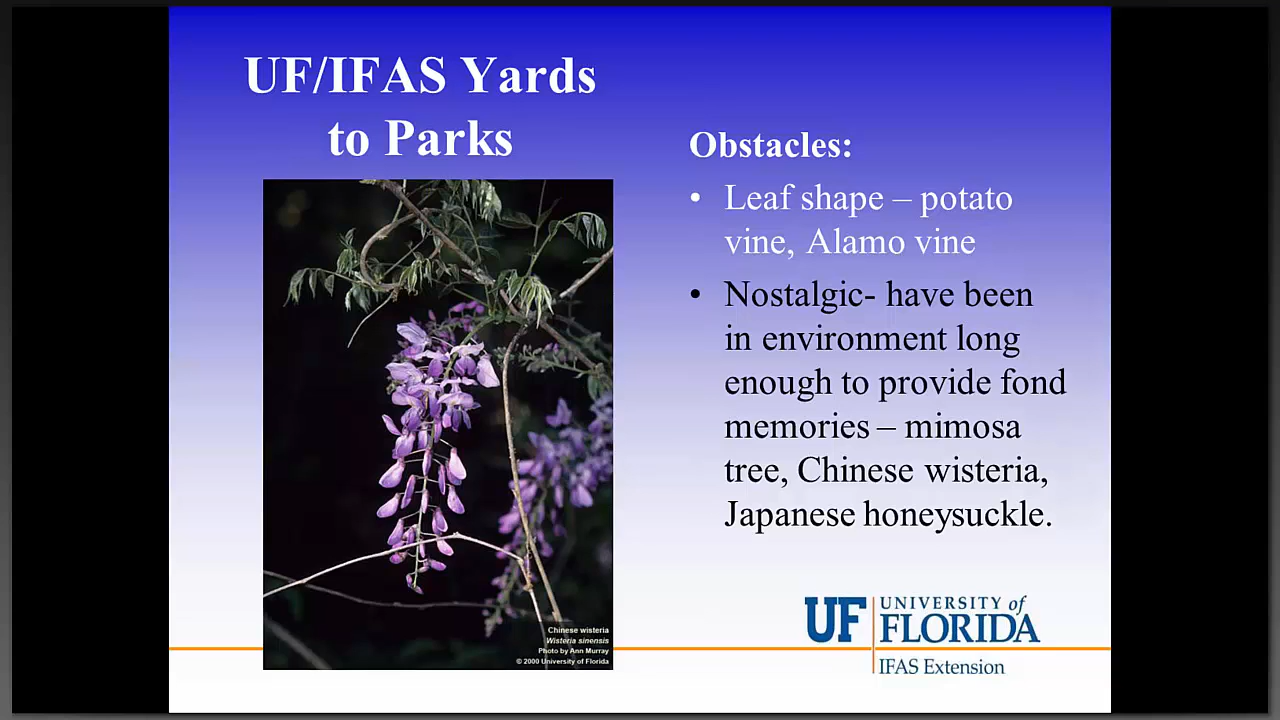 UF/IFAS Yards
to Parks
Obstacles:
• Leaf shape – potato
vine, Alamo vine
• Nostalgic- have been
in environment long
enough to provide fond
memories – mimosa
tree, Chinese wisteria,
Japanese honeysuckle.
Chinese wisteria
Wisteria sinensis
Photo by Ann Murray
© 2000 University of Florida
UF UNIVERSITY of
FLORIDA
IFAS Extension